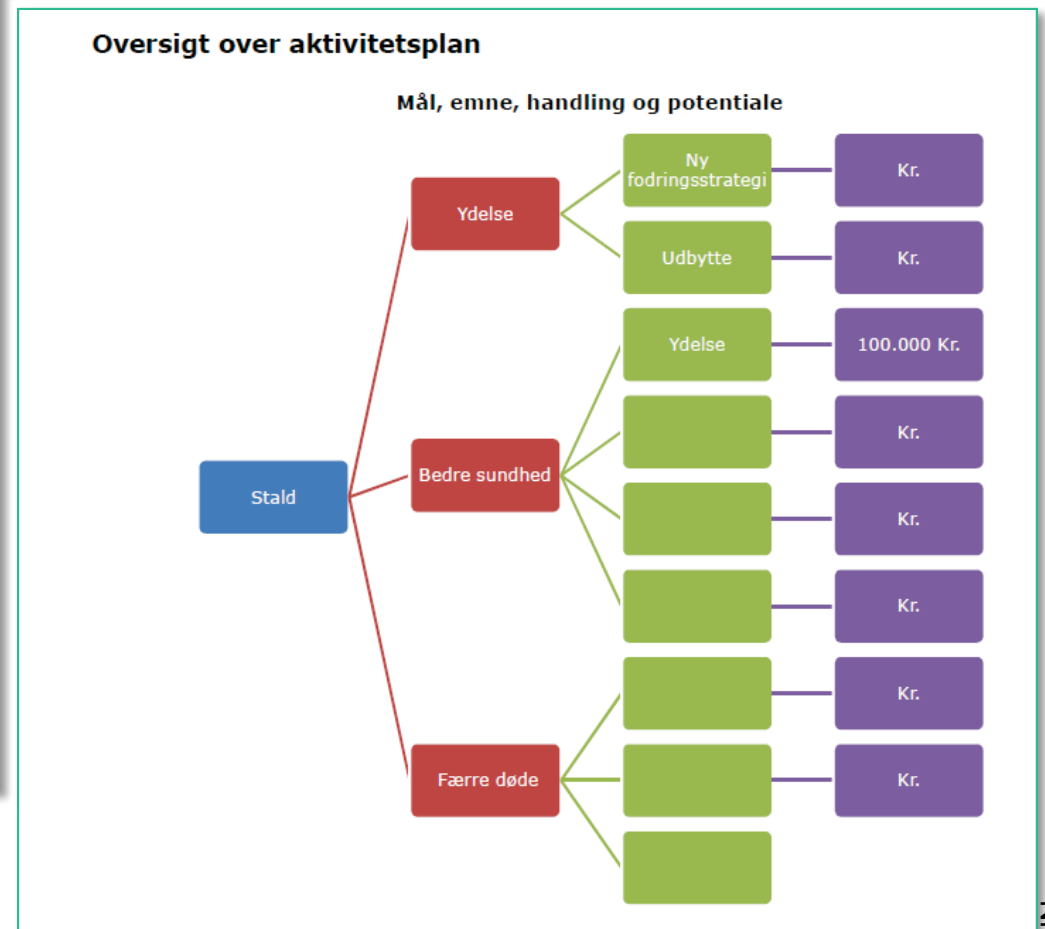 Oversigt over aktivitetsplan
Mål, emne, handling og potentiale
Stald
Ydelse
Ny
fodringsstrategi
Kr.
Udbytte
Kr.
Bedre sundhed
Ydelse
100.000 Kr.
Kr.
Kr.
Kr.
Færre døde
Kr.
Kr.